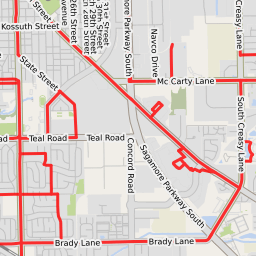 Kossuth Street
26th Street
Avenue
28th Street
29th Street
30th Street
31st Street
Sagamore Parkway South
Navco Drive
South Creasy Lane
State Street
Mc Carty Lane
South Creasy Lane
Teal Road
Teal Road
Concord Road
Sagamore Parkway South
Brady Lane
Brady Lane